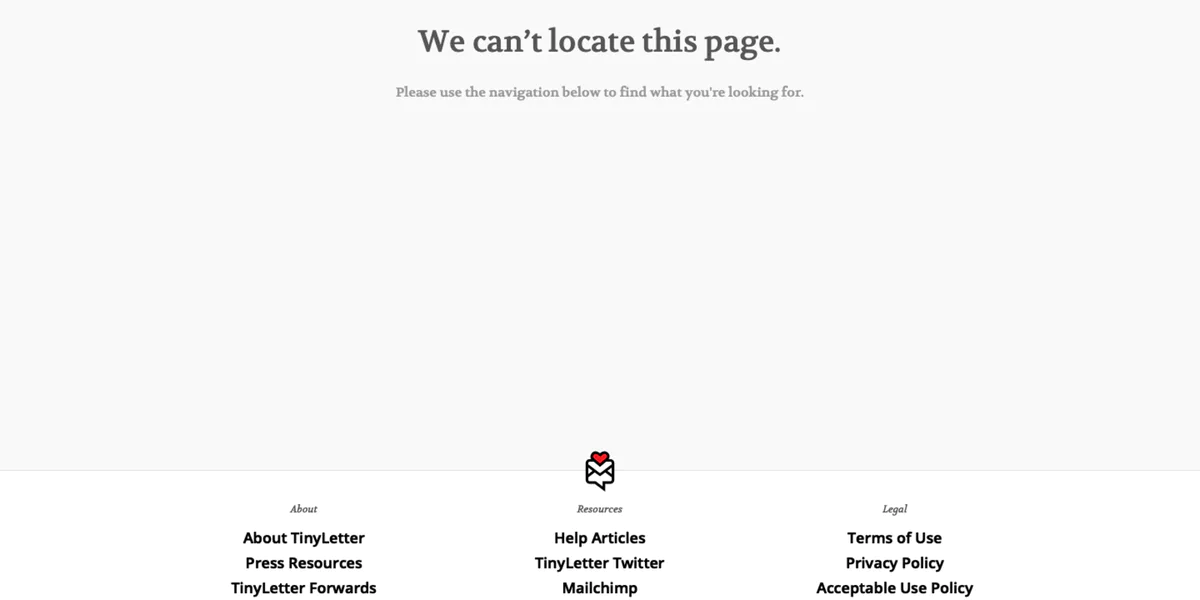 We can’t locate this page.
Please use the navigation below to find what you're looking for.
About
About TinyLetter
Press Resources
TinyLetter Forwards
Resources
Help Articles
TinyLetter Twitter
Mailchimp
Legal
Terms of Use
Privacy Policy
Acceptable Use Policy